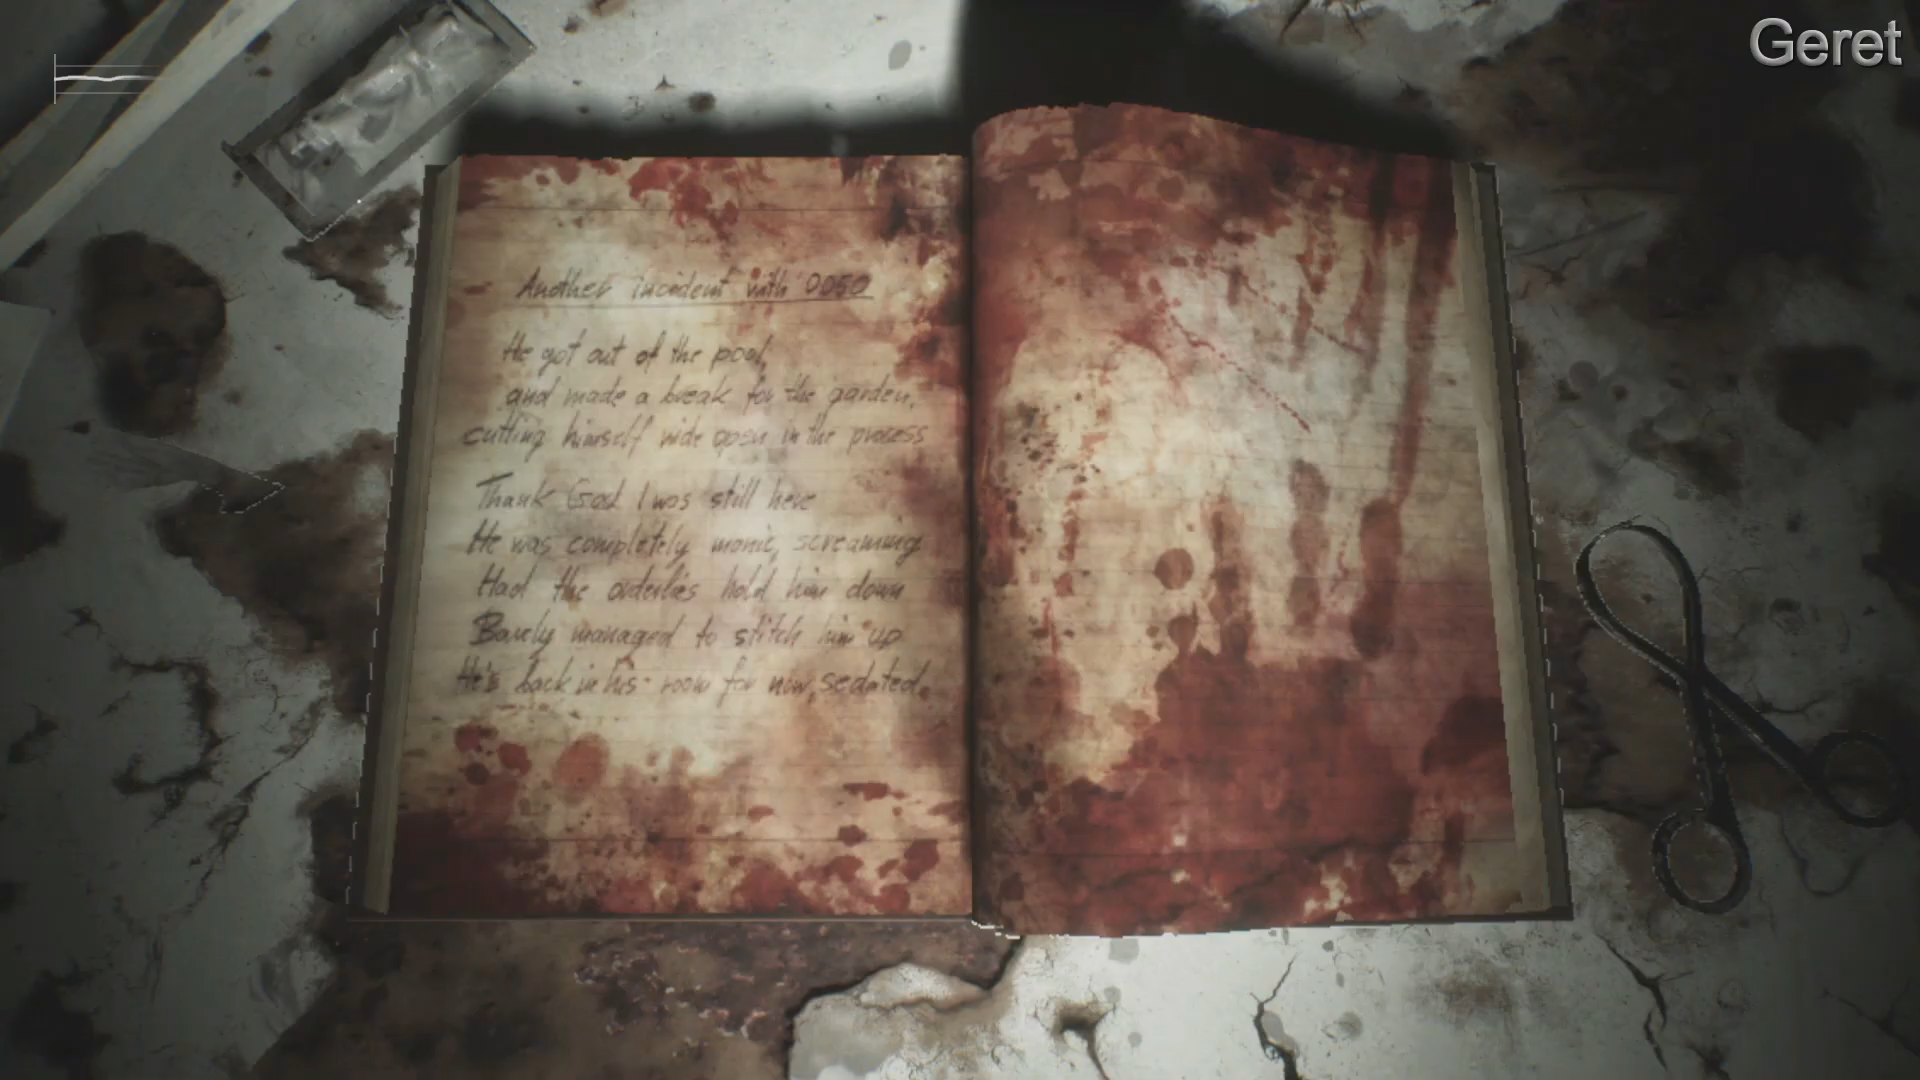 Geret
Another incident with 0050
He got out of the pool,
and made a break for the garden,
cutting himself wide open in the process
Thank God I was still here
He was completely manic, screaming
Had the orderlies hold him down
Barely managed to stitch him up
He's back in his room for now, sedated.